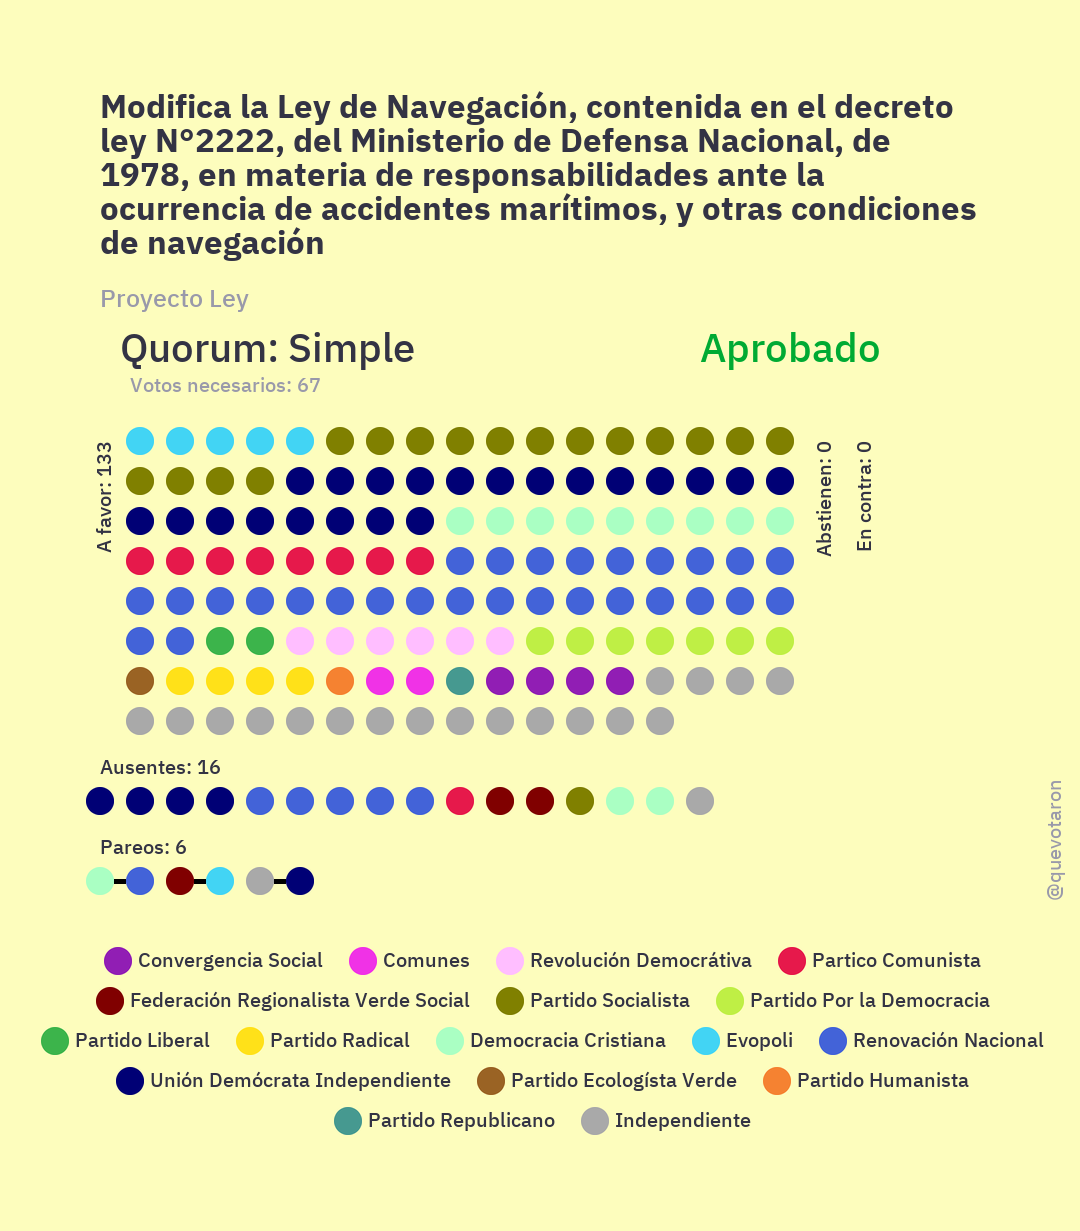 Modifica la Ley de Navegación, contenida en el decreto
ley N°2222, del Ministerio de Defensa Nacional, de
1978, en materia de responsabilidades ante la
ocurrencia de accidentes marítimos, y otras condiciones
de navegación
Proyecto Ley
Quorum: Simple
Aprobado
Votos necesarios: 67
A favor: 133
Abstienen: 0
En contra: 0
Ausentes: 16
Pareos: 6
@quevotaron
Convergencia Social
Comunes
Revolución Democrátiva
Partico Comunista
Federación Regionalista Verde Social
Partido Socialista
Partido Por la Democracia
Partido Liberal
Partido Radical
Democracia Cristiana
Evopoli
Renovación Nacional
Unión Demócrata Independiente
Partido Ecologísta Verde
Partido Humanista
Partido Republicano
Independiente